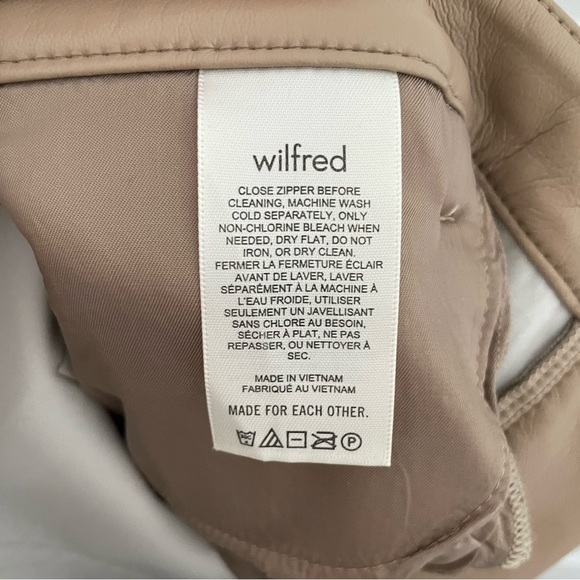 wilfred
CLOSE ZIPPER BEFORE
CLEANING, MACHINE WASH
COLD SEPARATELY, ONLY
NON-CHLORINE BLEACH WHEN
NEEDED, DRY FLAT, DO NOT
IRON, OR DRY CLEAN.
FERMER LA FERMETURE ÉCLAIR
AVANT DE LAVER, LAVER
SÉPARÉMENT À LA MACHINE À
L'EAU FROIDE, UTILISER
SEULEMENT UN JAVELLISANT
SANS CHLORE AU BESOIN,
SÉCHER À PLAT, NE PAS
REPASSER, OU NETTOYER À
SEC.
MADE IN VIETNAM
FABRIQUÉ AU VIETNAM
MADE FOR EACH OTHER.
P